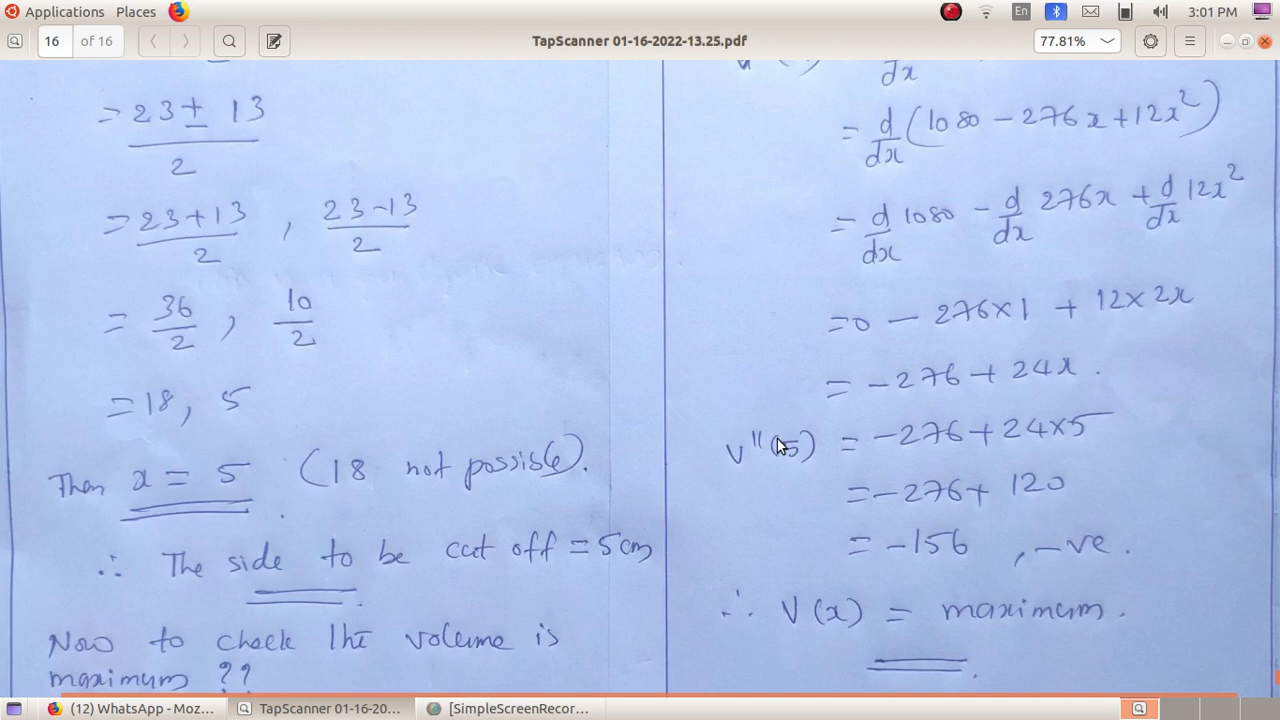 Applications Places En 3:01 PM
16 of 16 TapScanner 01-16-2022-13.25.pdf 77.81%
= 23 ± 13 / 2
= 23+13 / 2 , 23-13 / 2
= 36/2 , 10/2
= 18, 5
Then x = 5 (18 not possible).
∴ The side to be cut off = 5cm
Now to check the volume is
maximum ??
d/dx
= d/dx (1080 - 276x + 12x²)
= d/dx 1080 - d/dx 276x + d/dx 12x²
= 0 - 276×1 + 12×2x
= -276 + 24x.
V''(5) = -276 + 24×5
= -276 + 120
= -156 , -ve.
∴ V(x) = maximum.
(12) WhatsApp - Moz... TapScanner 01-16-20... [SimpleScreenRecor...